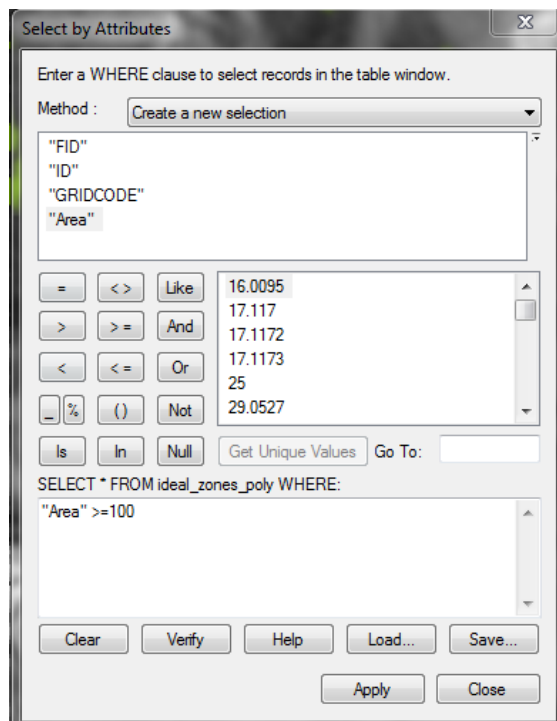 Select by Attributes
Enter a WHERE clause to select records in the table window.
Method : Create a new selection
"FID"
"ID"
"GRIDCODE"
"Area"
= < > Like
> > = And
< < = Or
_ % () Not
Is In Null
16.0095
17.117
17.1172
17.1173
25
29.0527
Get Unique Values Go To:
SELECT * FROM ideal_zones_poly WHERE:
"Area" >=100
Clear Verify Help Load... Save...
Apply Close